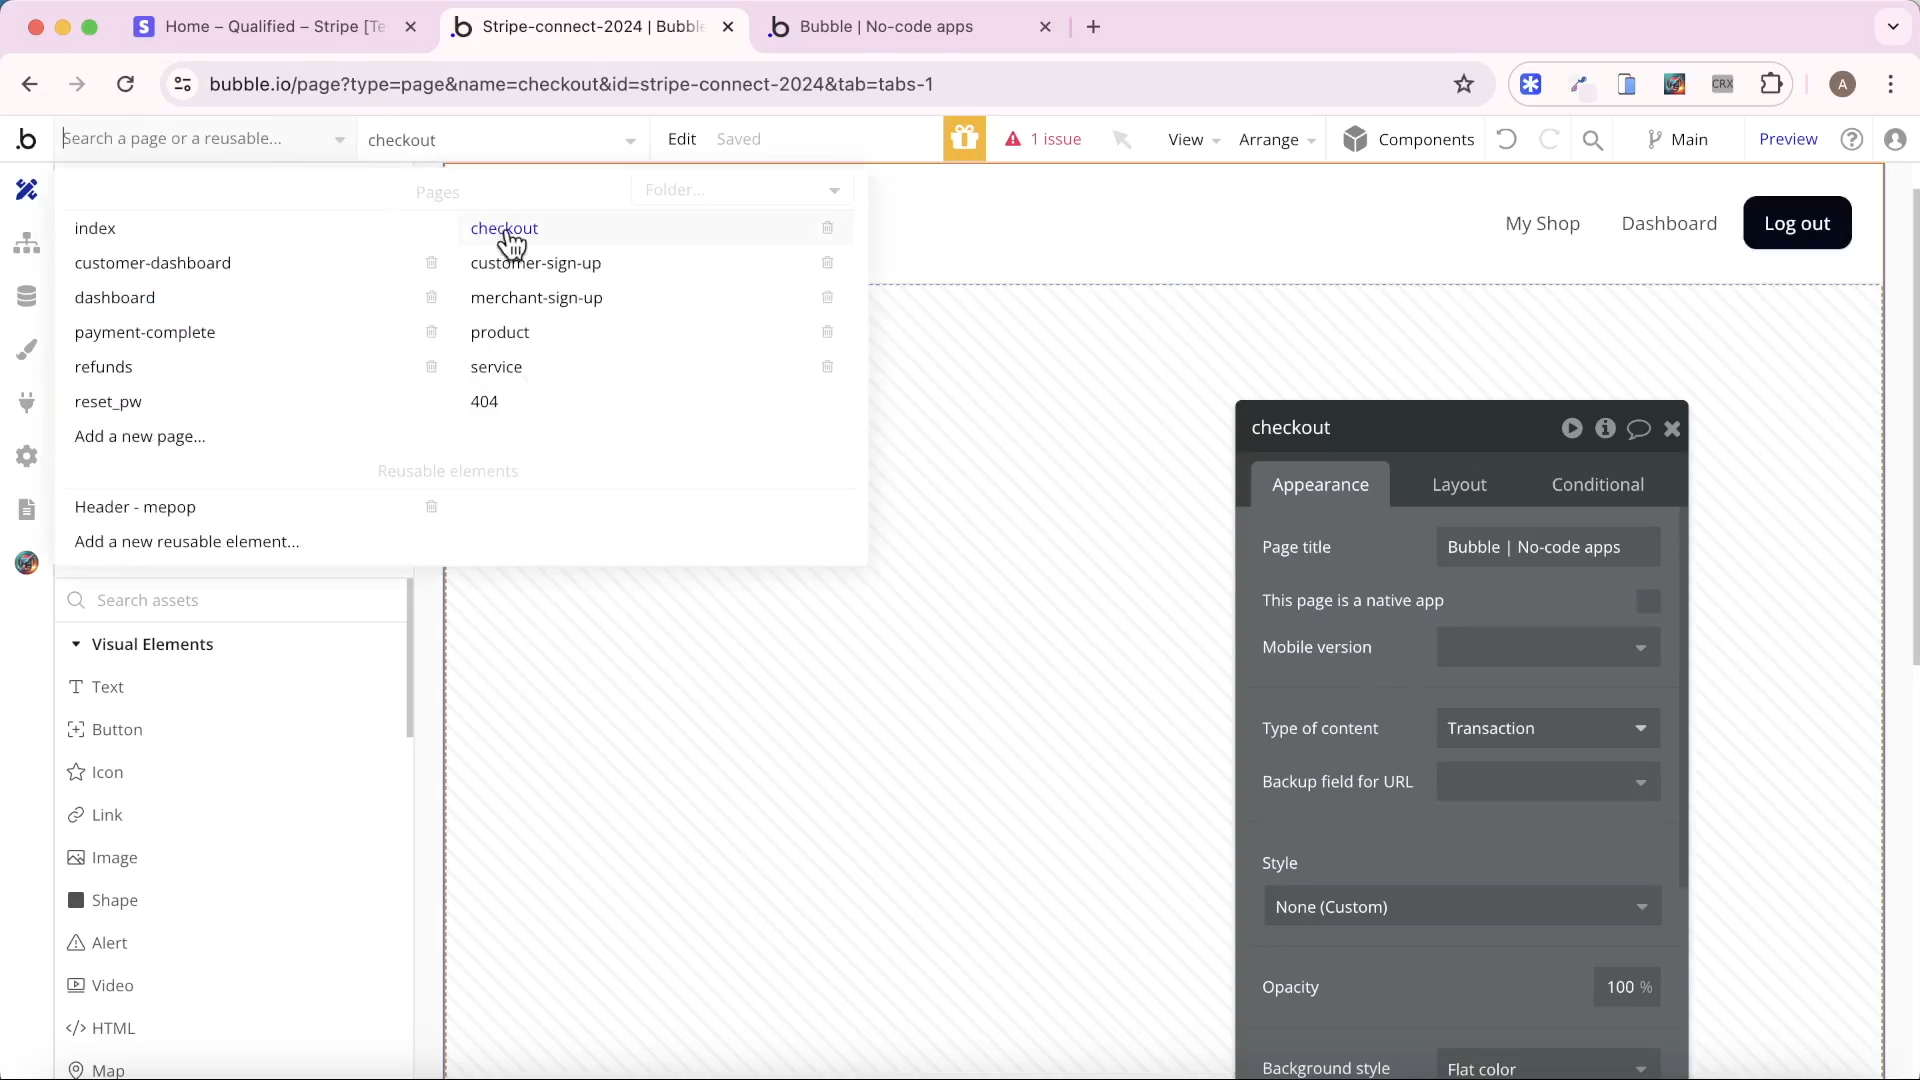 Home – Qualified – Stripe [Te
Stripe-connect-2024 | Bubble
Bubble | No-code apps
bubble.io/page?type=page&name=checkout&id=stripe-connect-2024&tab=tabs-1
CRX
A
Search a page or a reusable...
checkout
Edit
Saved
1 issue
View
Arrange
Components
Main
Preview
Pages
Folder...
index
checkout
customer-dashboard
customer-sign-up
dashboard
merchant-sign-up
payment-complete
product
refunds
service
reset_pw
404
Add a new page...
Reusable elements
Header - mepop
Add a new reusable element...
My Shop
Dashboard
Log out
Search assets
Visual Elements
Text
Button
Icon
Link
Image
Shape
Alert
Video
HTML
Map
checkout
Appearance
Layout
Conditional
Page title
Bubble | No-code apps
This page is a native app
Mobile version
Type of content
Transaction
Backup field for URL
Style
None (Custom)
Opacity
100 %
Background style
Flat color